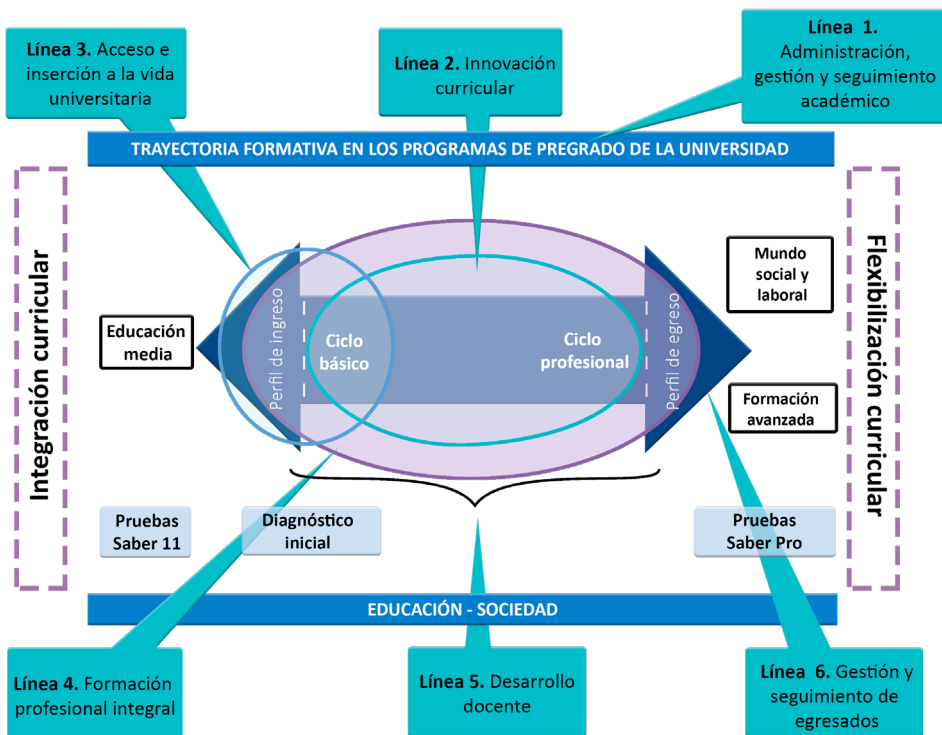 Línea 3. Acceso e
inserción a la vida
universitaria
Línea 2. Innovación
curricular
Línea 1.
Administración,
gestión y seguimiento
académico
TRAYECTORIA FORMATIVA EN LOS PROGRAMAS DE PREGRADO DE LA UNIVERSIDAD
Integración curricular
Educación
media
Perfil de ingreso
Ciclo
básico
Ciclo
profesional
Perfil de egreso
Mundo
social y
laboral
Formación
avanzada
Flexibilización curricular
Pruebas
Saber 11
Diagnóstico
inicial
Pruebas
Saber Pro
EDUCACIÓN - SOCIEDAD
Línea 4. Formación
profesional integral
Línea 5. Desarrollo
docente
Línea 6. Gestión y
seguimiento de
egresados